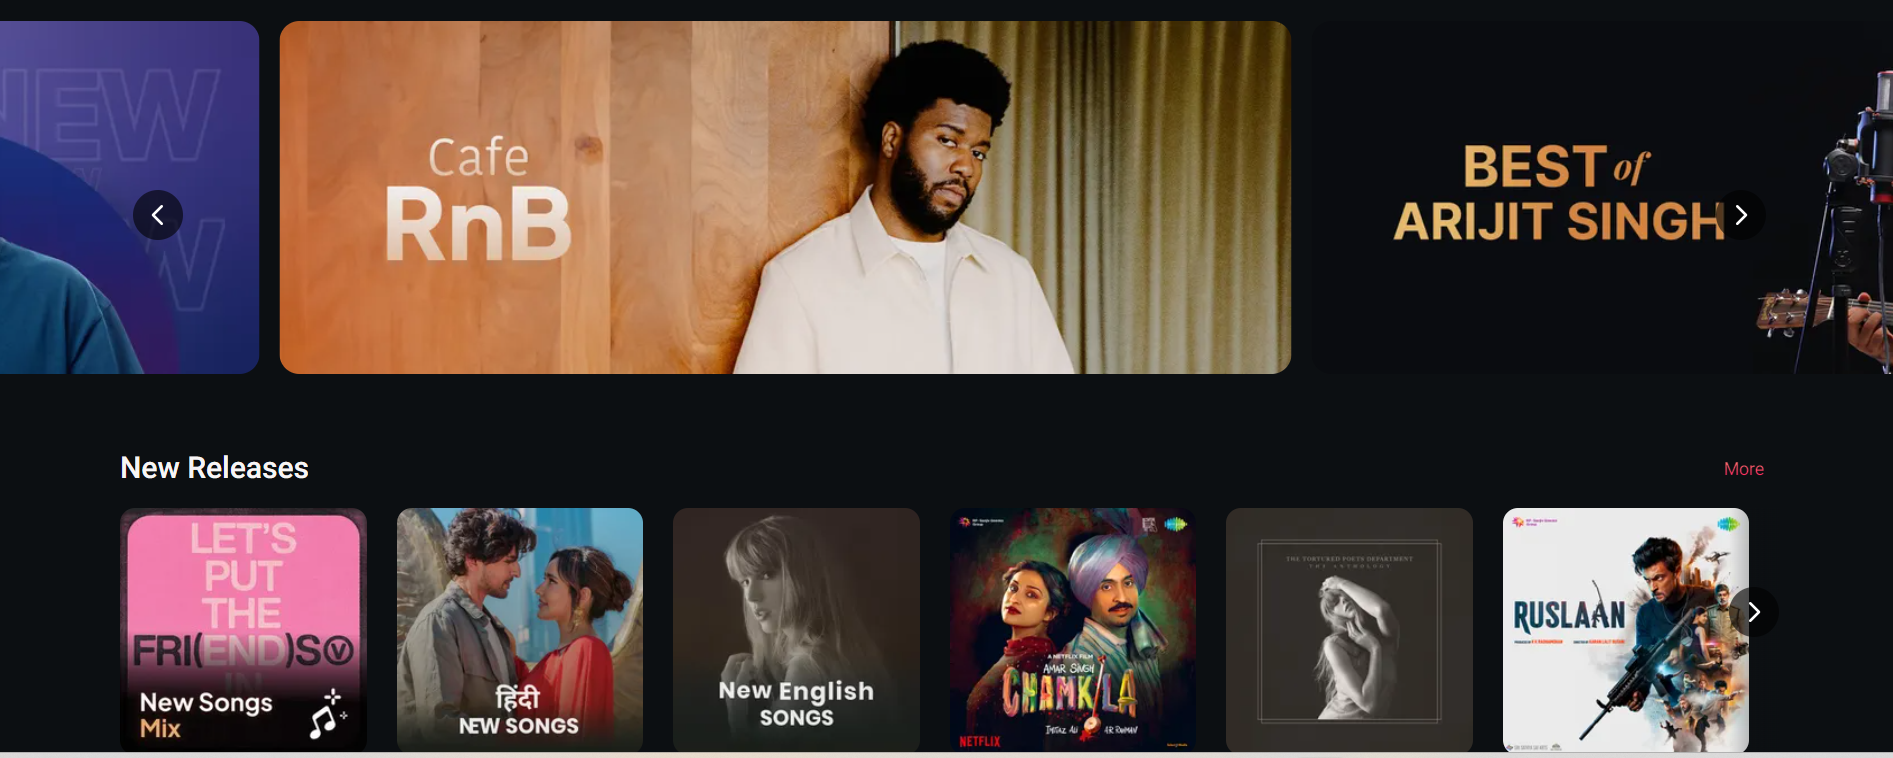 NEW
W
Cafe
RnB
BEST of
ARIJIT SINGH
New Releases
More
LET'S
PUT
THE
FRI(END)S
IN
New Songs
Mix
हिंदी
NEW SONGS
New English
SONGS
A NETFLIX FILM
AMAR SINGH
CHAMKILA
IMTIAZ ALI
A.R. RAHMAN
NETFLIX
THE TORTURED POETS DEPARTMENT
THE ANTHOLOGY
RUSLAAN